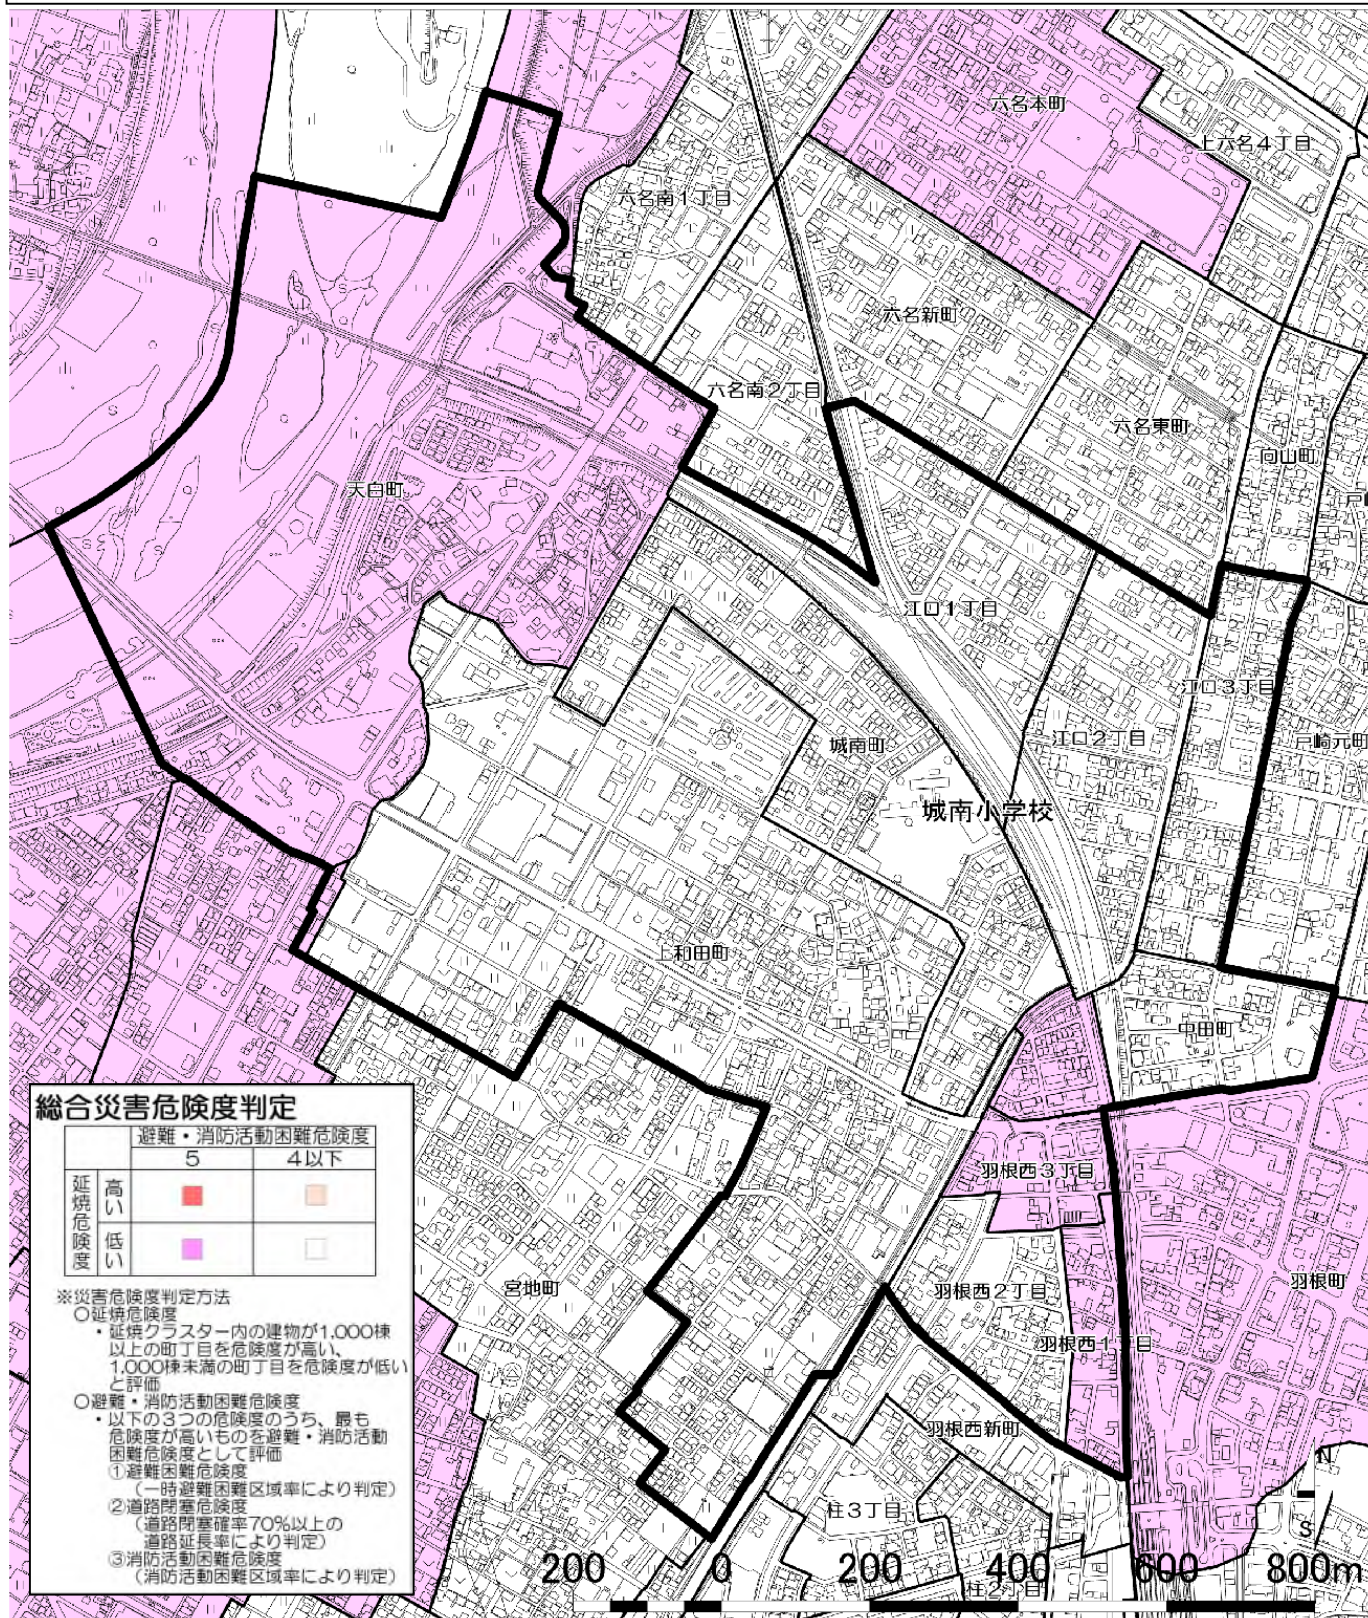 六名本町
上六名4丁目
六名南1丁目
六名新町
六名南2丁目
六名東町
向山町
天白町
江口1丁目
江口3丁目
江口2丁目
城南町
戸崎元町
城南小学校
上和田町
中田町
羽根西3丁目
羽根町
宮地町
羽根西2丁目
羽根西1丁目
羽根西新町
柱3丁目
柱2丁目
総合災害危険度判定
避難・消防活動困難危険度
5 4以下
延焼危険度
高い
低い
※災害危険度判定方法
○延焼危険度
・延焼クラスター内の建物が1,000棟
以上の町丁目を危険度が高い、
1,000棟未満の町丁目を危険度が低い
と評価
○避難・消防活動困難危険度
・以下の3つの危険度のうち、最も
危険度が高いものを避難・消防活動
困難危険度として評価
①避難困難危険度
(一時避難困難区域率により判定)
②道路閉塞危険度
(道路閉塞確率70%以上の
道路延長率により判定)
③消防活動困難危険度
(消防活動困難区域率により判定)
N
S
200 0 200 400 600 800m